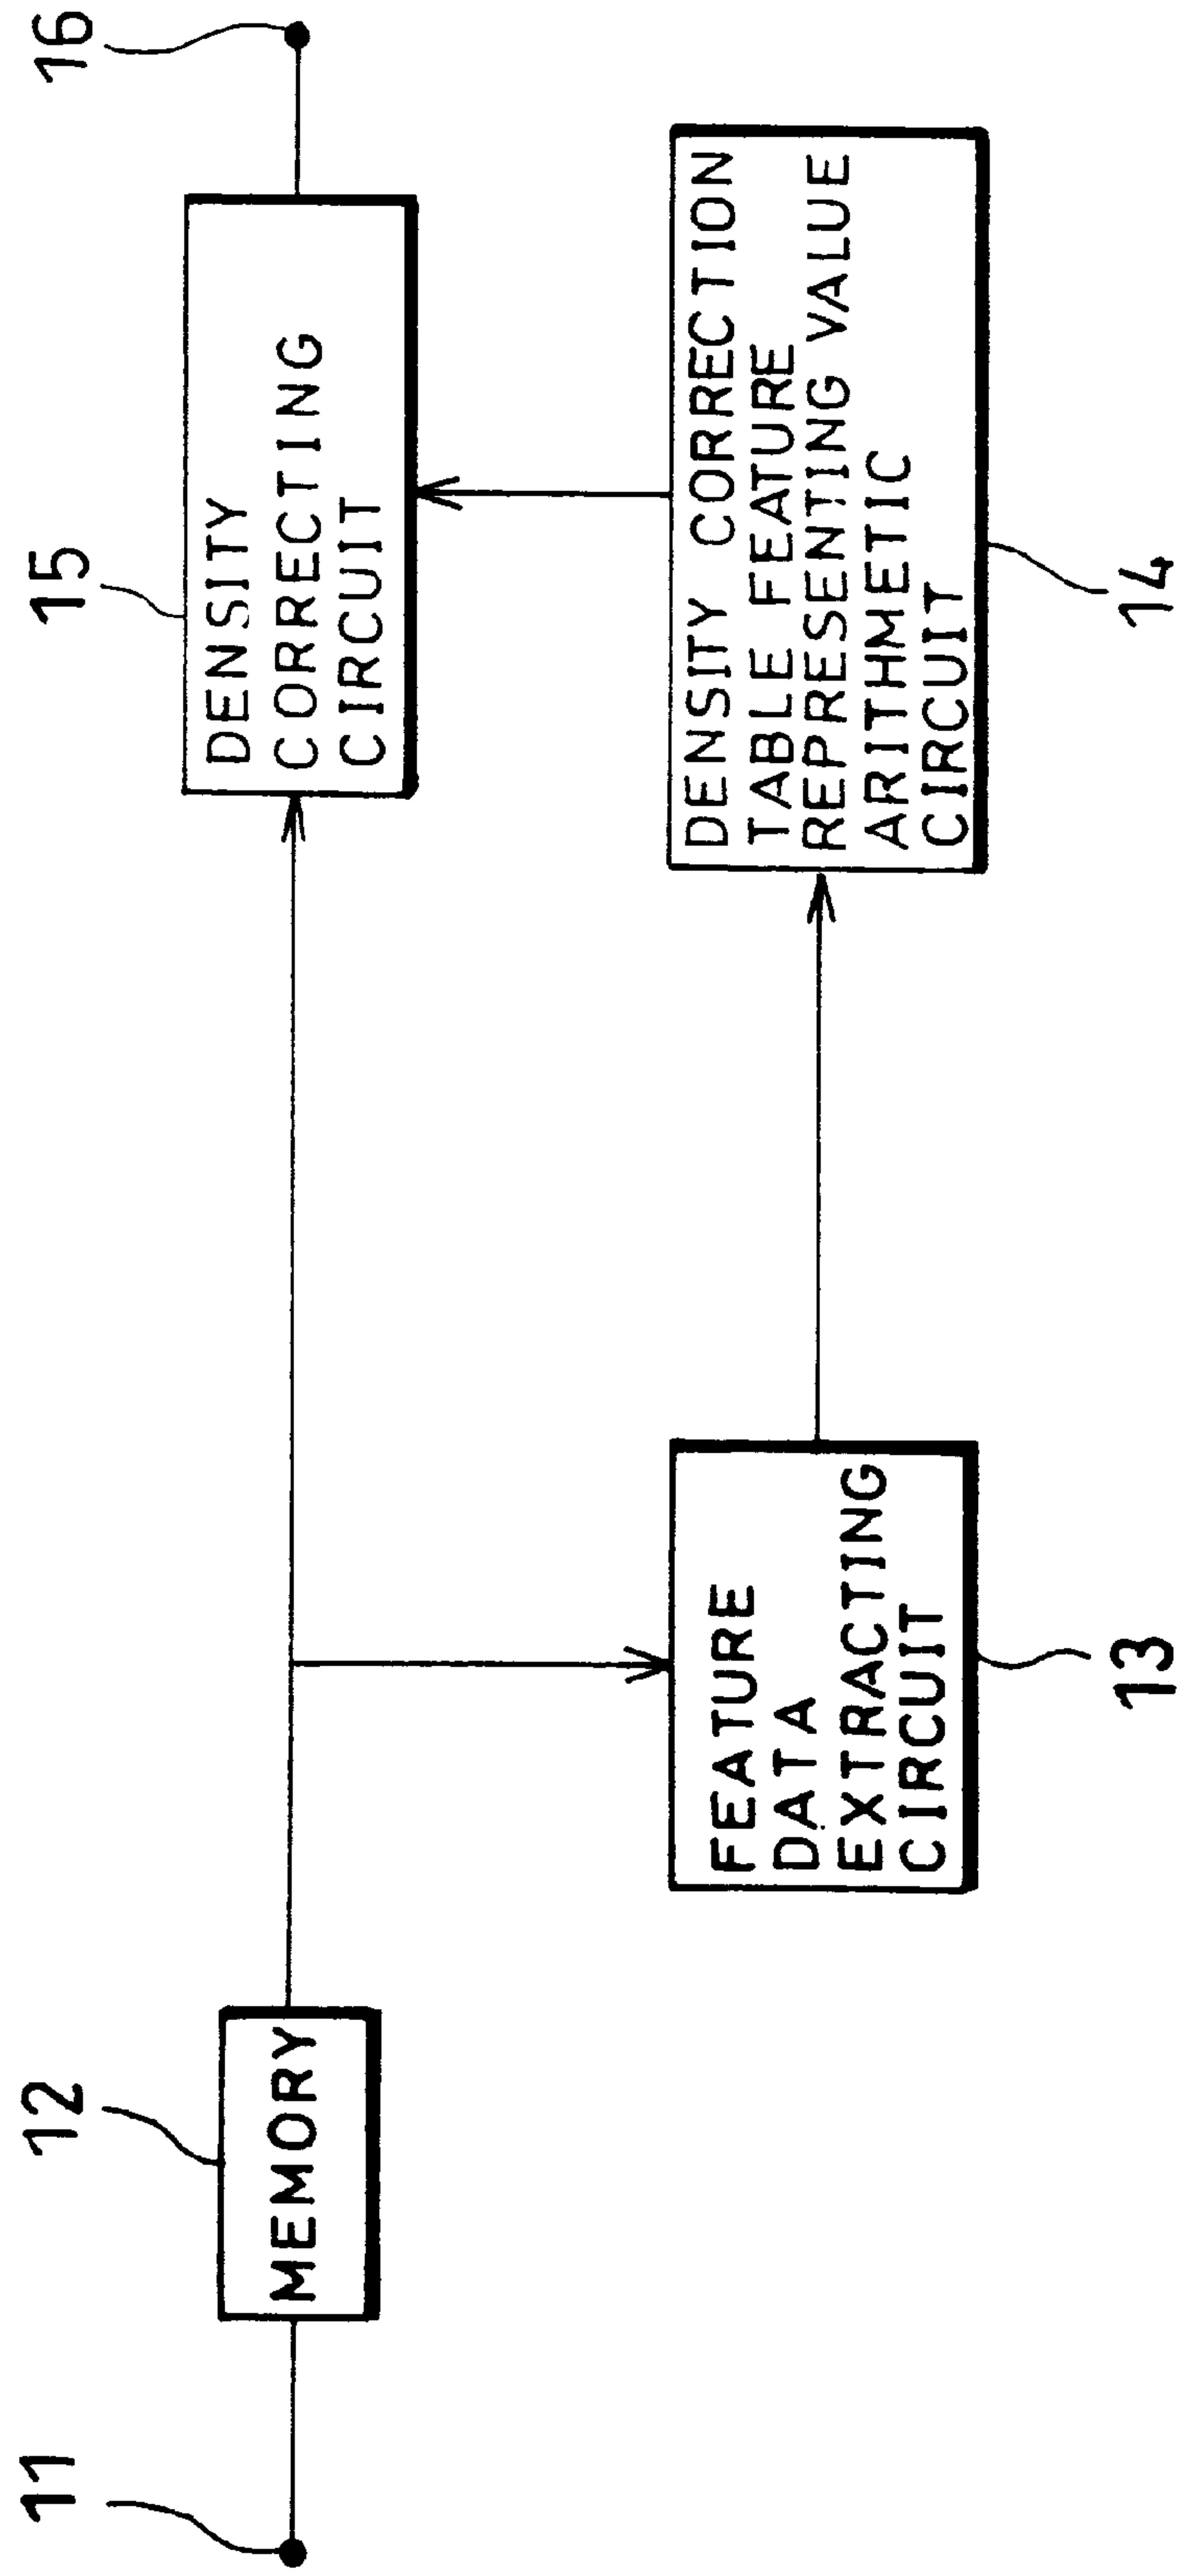 16
15
DENSITY
CORRECTING
CIRCUIT
DENSITY CORRECTION
TABLE FEATURE
REPRESENTING VALUE
ARITHMETIC
CIRCUIT
14
12
MEMORY
FEATURE
DATA
EXTRACTING
CIRCUIT
13
11